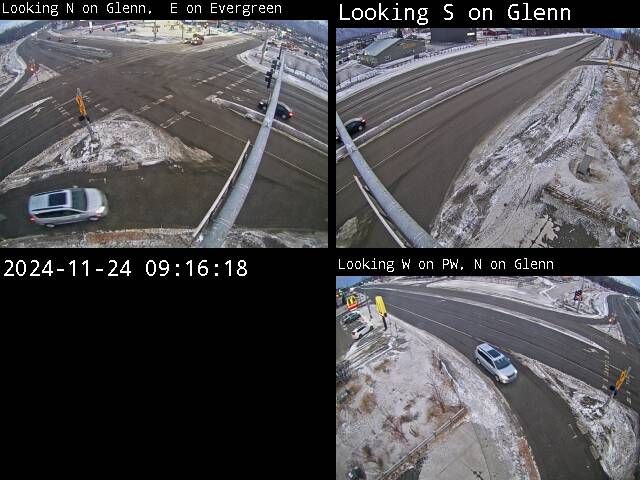 Looking N on Glenn,  E on Evergreen
Looking S on Glenn
2024-11-24 09:16:18
Looking W on PW, N on Glenn